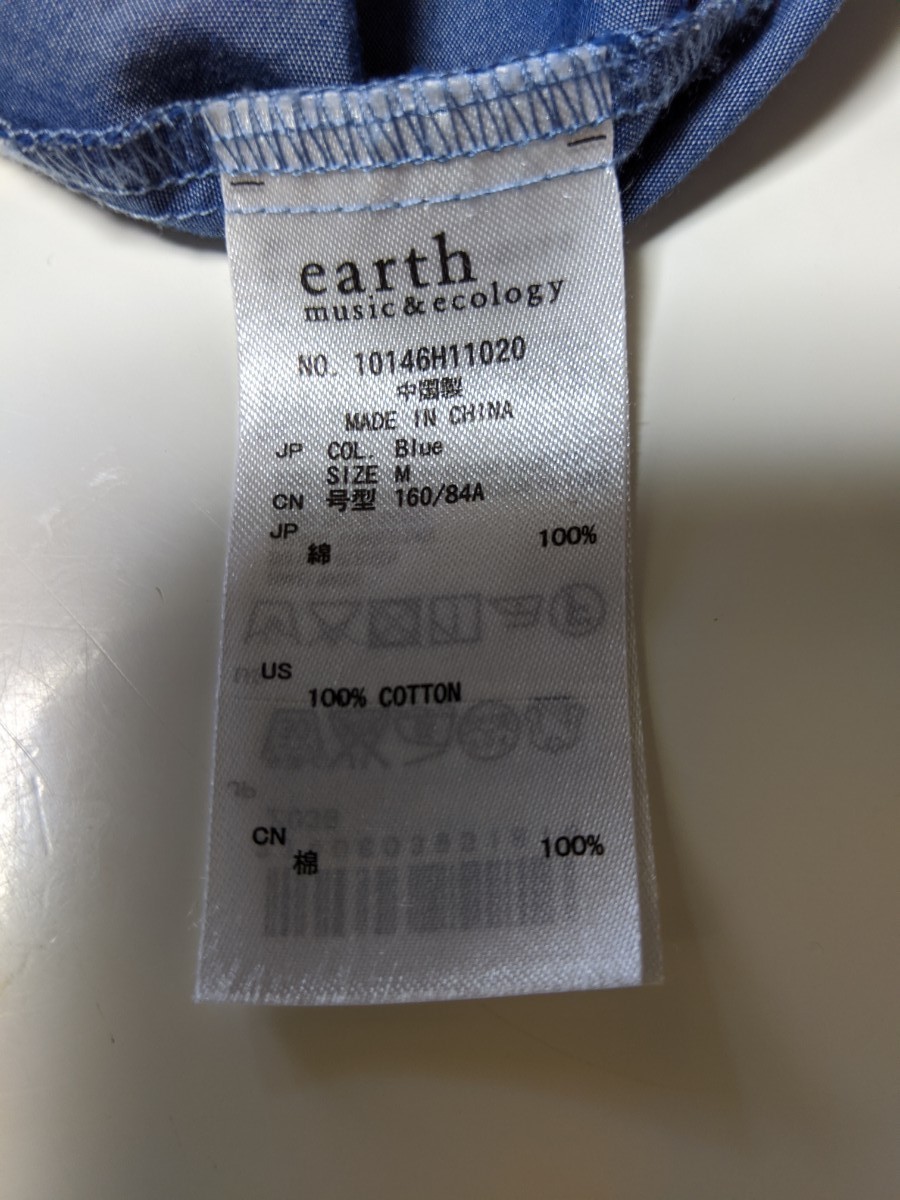 earth
music&ecology
NO. 10146H11020
中国製
MADE IN CHINA
JP COL. Blue
SIZE M
CN 号型 160/84A
JP
綿 100%
US
100% COTTON
CN
棉 100%